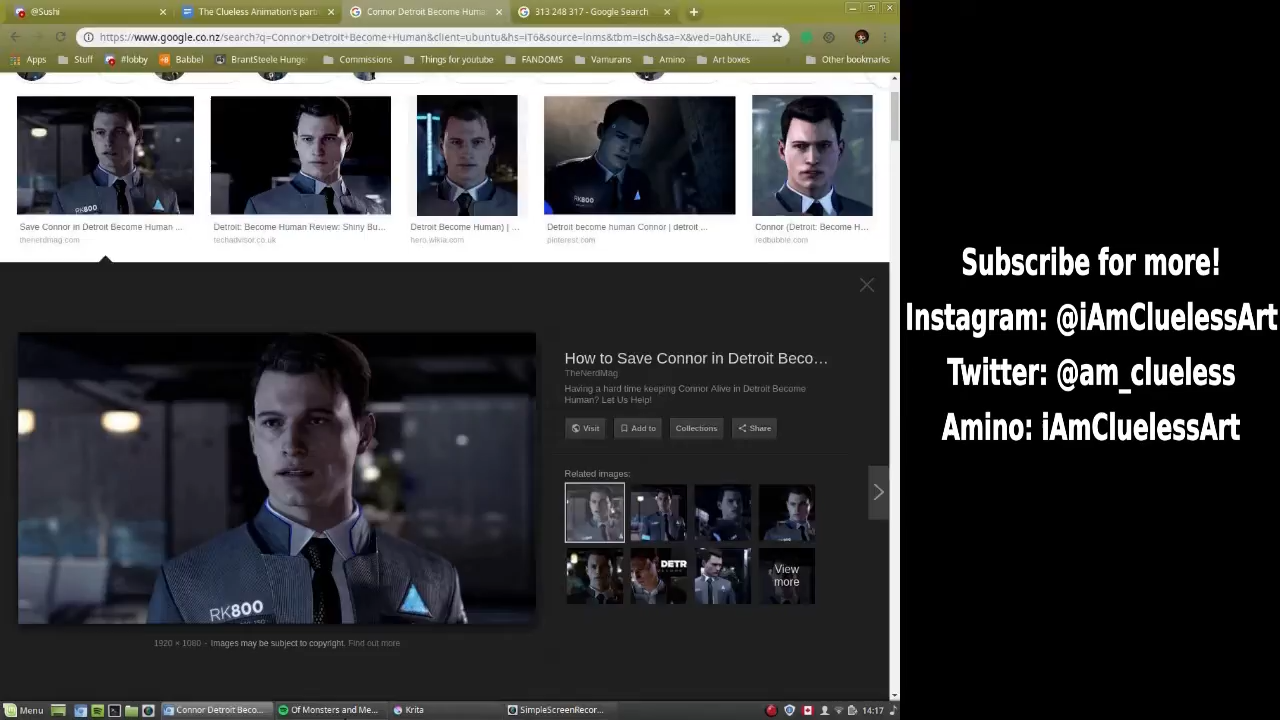 @Sushi
The Clueless Animation's partn
Connor Detroit Become Huma
313 248 317 - Google Search
https://www.google.co.nz/search?q=Connor+Detroit+Become+Human&client=ubuntu&hs=iT6&source=lnms&tbm=isch&sa=X&ved=0ahUKE...
Apps
Stuff
#lobby
Babbel
BrantSteele Hunge
Commissions
Things for youtube
FANDOMS
Vamurans
Amino
Art boxes
Other bookmarks
RK800
RK800
Save Connor in Detroit Become Human ...
Detroit: Become Human Review: Shiny Bu...
Detroit Become Human) | ...
Detroit become human Connor | detroit ...
Connor (Detroit: Become H...
thenerdmag.com
techadvisor.co.uk
hero.wikia.com
pinterest.com
redbubble.com
How to Save Connor in Detroit Beco...
TheNerdMag
Having a hard time keeping Connor Alive in Detroit Become
Human? Let Us Help!
Visit
Add to
Collections
Share
Related images:
DETR
View
more
RK800
1920 × 1080 - Images may be subject to copyright. Find out more
Menu
Connor Detroit Beco...
Of Monsters and Me...
Krita
SimpleScreenRecor...
14:17
Subscribe for more!
Instagram: @iAmCluelessArt
Twitter: @am_clueless
Amino: iAmCluelessArt